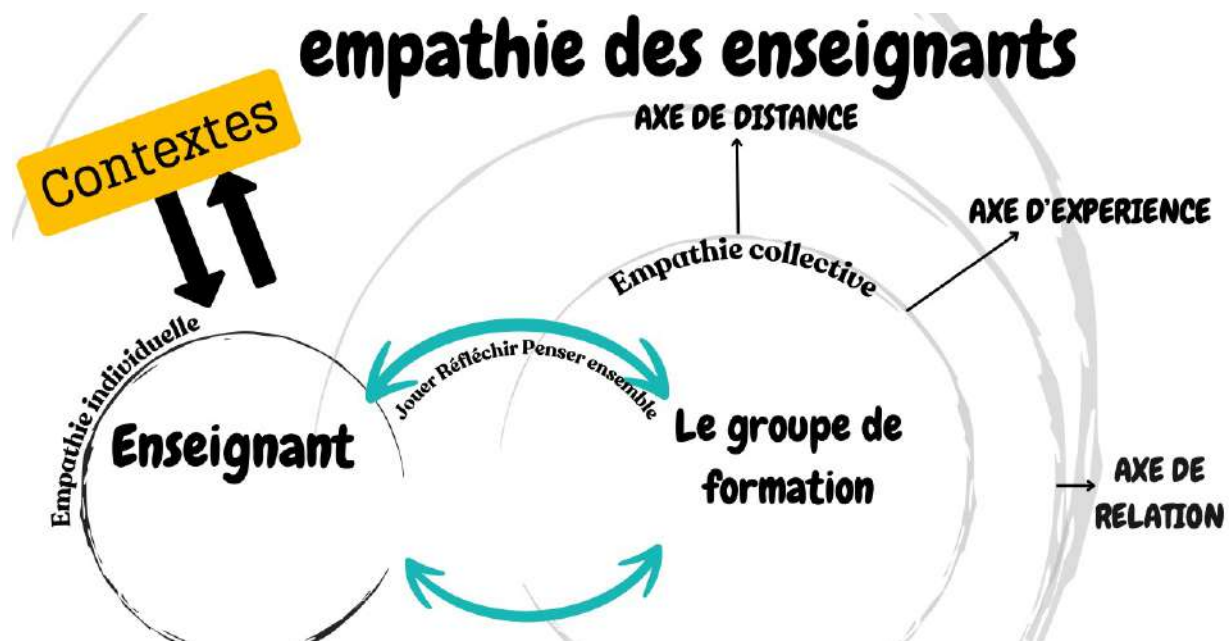 empathie des enseignants
AXE DE DISTANCE
Contextes
AXE D'EXPERIENCE
Empathie collective
Empathie individuelle
Jouer Réfléchir Penser ensemble
Enseignant
Le groupe de
formation
AXE DE
RELATION